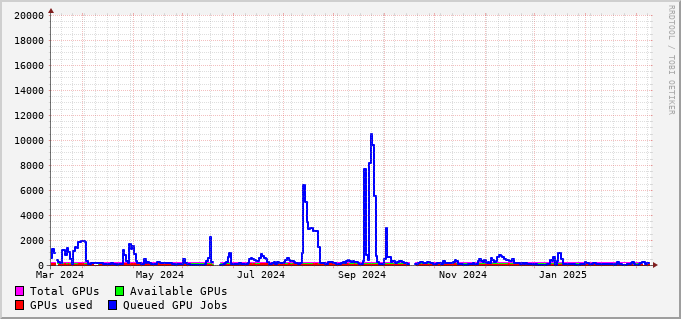 20000
18000
16000
14000
12000
10000
8000
6000
4000
2000
0
Mar 2024 May 2024 Jul 2024 Sep 2024 Nov 2024 Jan 2025
Total GPUs Available GPUs
GPUs used Queued GPU Jobs
RRDTOOL / TOBI OETIKER